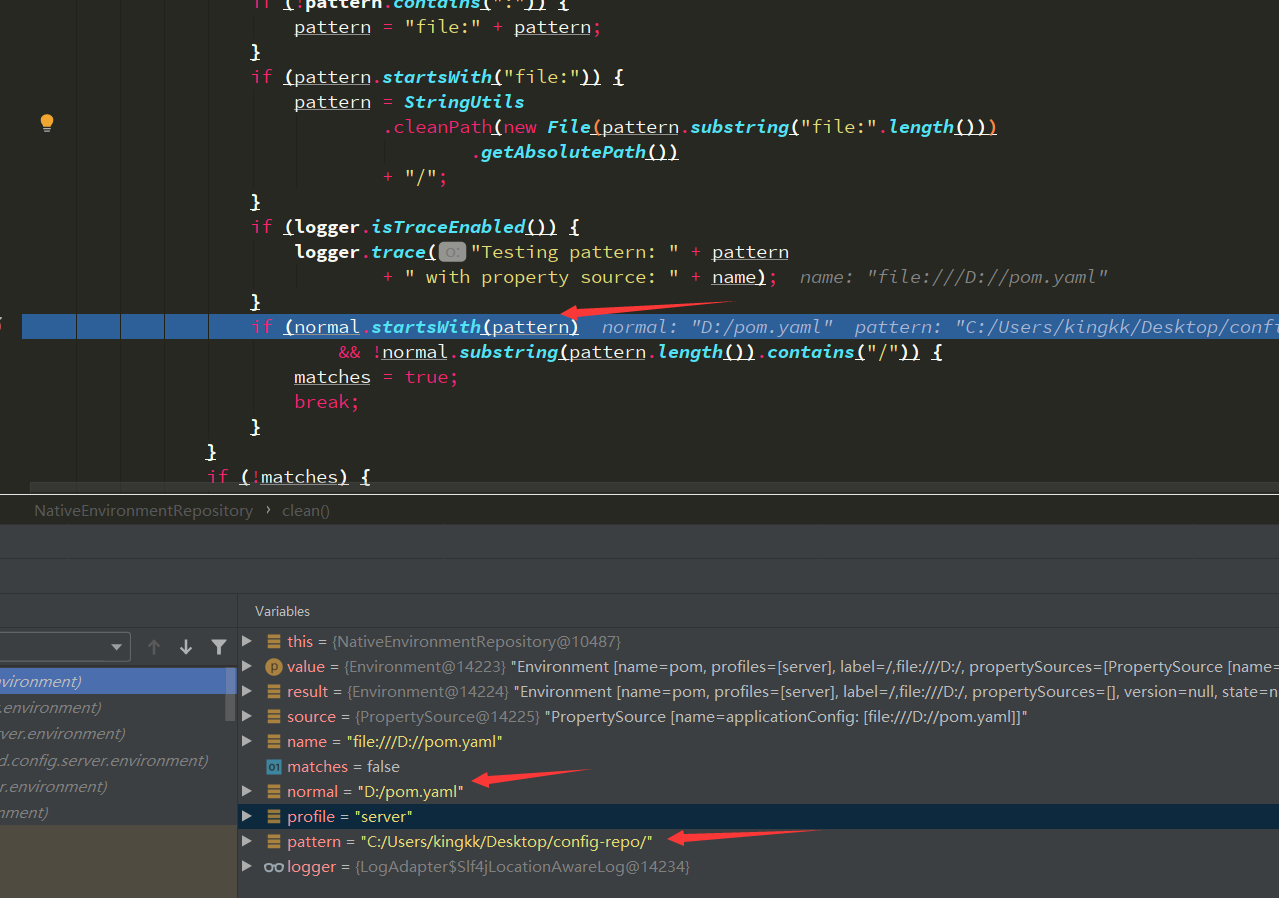 if (!pattern.contains(":")) {
pattern = "file:" + pattern;
}
if (pattern.startsWith("file:")) {
pattern = StringUtils
.cleanPath(new File(pattern.substring("file:".length()))
.getAbsolutePath())
+ "/";
}
if (logger.isTraceEnabled()) {
logger.trace( o: "Testing pattern: " + pattern
+ " with property source: " + name); name: "file:///D://pom.yaml"
}
if (normal.startsWith(pattern) normal: "D:/pom.yaml" pattern: "C:/Users/kingkk/Desktop/confi
&& !normal.substring(pattern.length()).contains("/")) {
matches = true;
break;
}
}
if (!matches) {
NativeEnvironmentRepository › clean()
Variables
this = {NativeEnvironmentRepository@10487}
p value = {Environment@14223} "Environment [name=pom, profiles=[server], label=/,file:///D:/, propertySources=[PropertySource [name=
vironment) result = {Environment@14224} "Environment [name=pom, profiles=[server], label=/,file:///D:/, propertySources=[], version=null, state=n
.environment) source = {PropertySource@14225} "PropertySource [name=applicationConfig: [file:///D://pom.yaml]]"
ver.environment) name = "file:///D://pom.yaml"
d.config.server.environment) 01 matches = false
r.environment) normal = "D:/pom.yaml"
nment) profile = "server"
pattern = "C:/Users/kingkk/Desktop/config-repo/"
logger = {LogAdapter$Slf4jLocationAwareLog@14234}